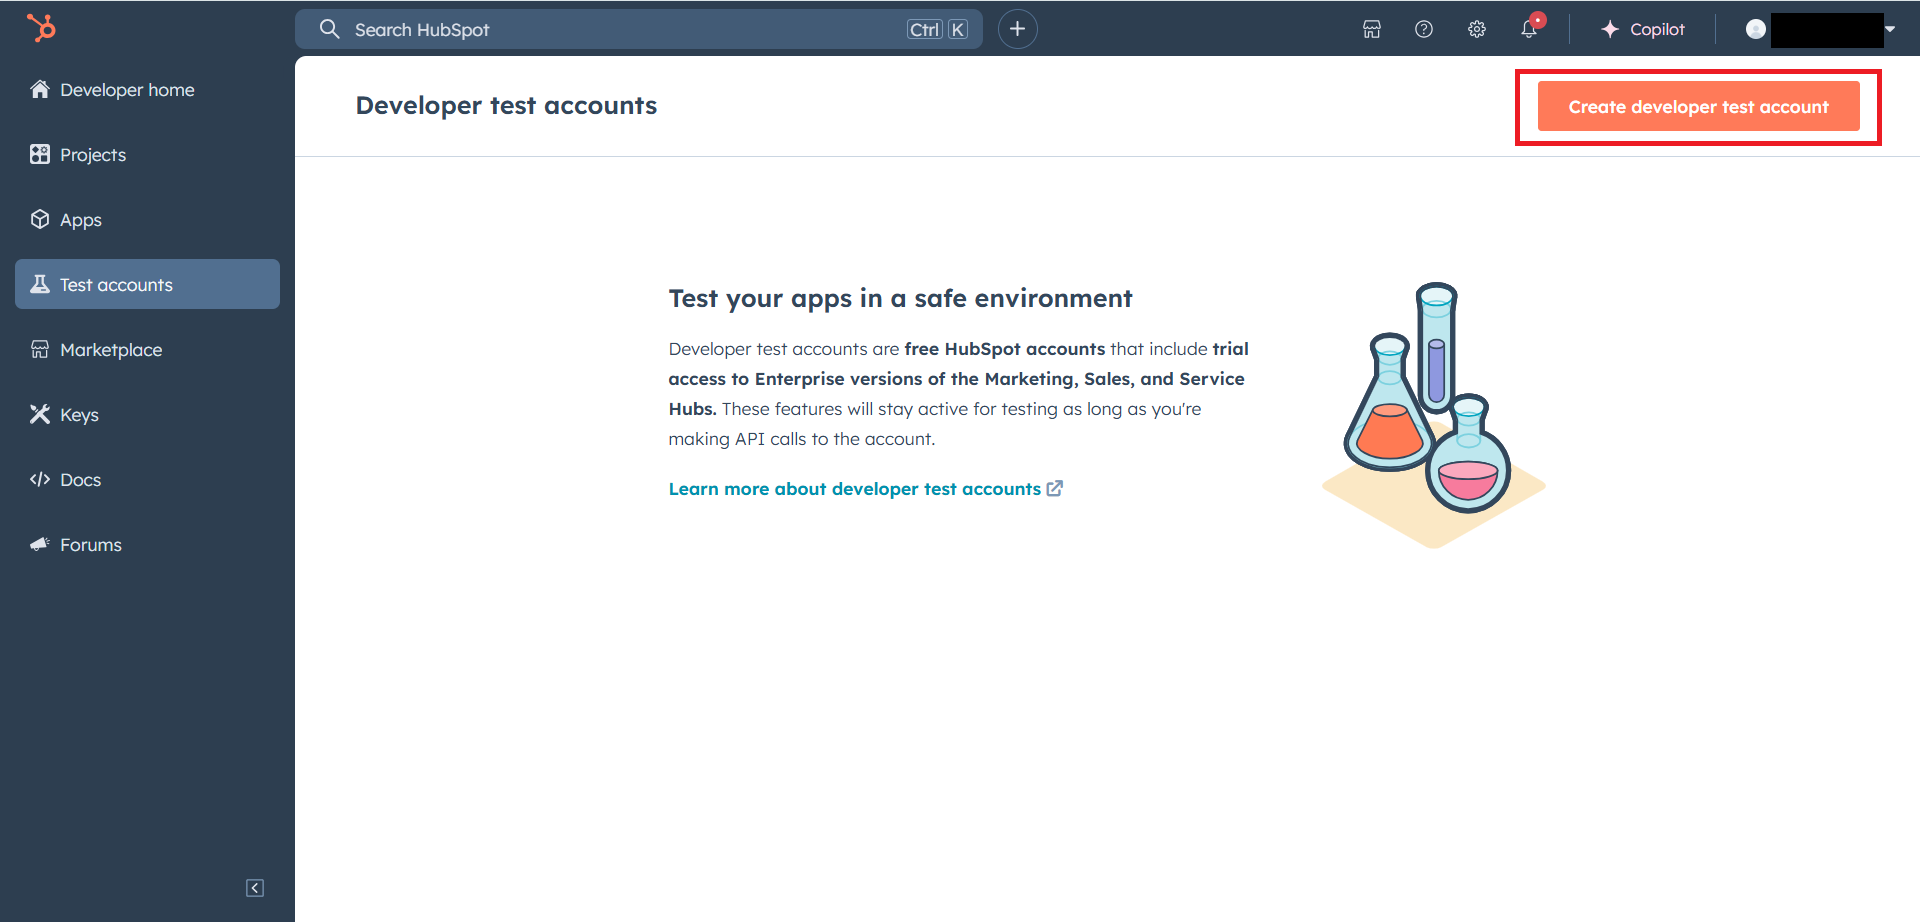 Search HubSpot Ctrl K Copilot
Developer home
Projects
Apps
Test accounts
Marketplace
Keys
Docs
Forums
Developer test accounts
Create developer test account
Test your apps in a safe environment
Developer test accounts are free HubSpot accounts that include trial
access to Enterprise versions of the Marketing, Sales, and Service
Hubs. These features will stay active for testing as long as you're
making API calls to the account.
Learn more about developer test accounts